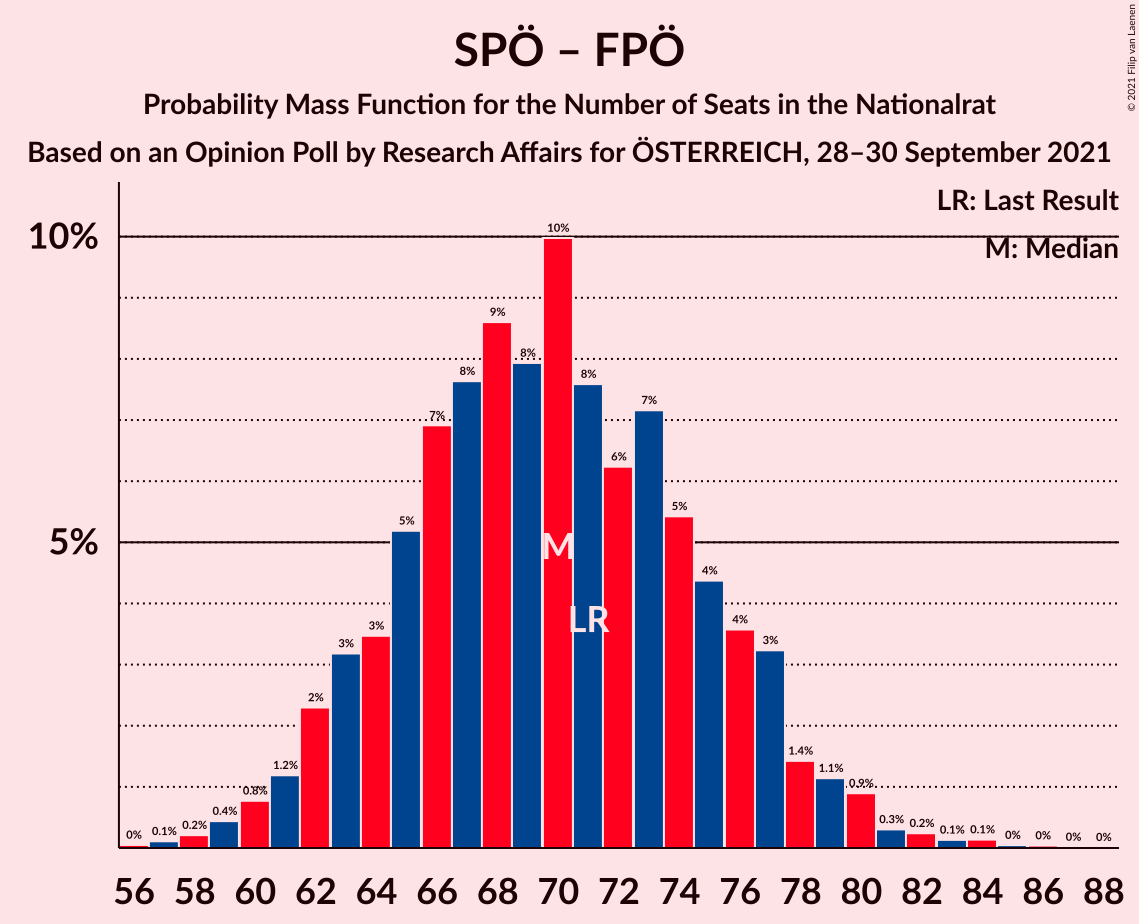 SPÖ – FPÖ
Probability Mass Function for the Number of Seats in the Nationalrat
Based on an Opinion Poll by Research Affairs for ÖSTERREICH, 28–30 September 2021
© 2021 Filip van Laenen
LR: Last Result
M: Median
10%
5%
0% 0.1% 0.2% 0.4% 0.8% 1.2% 2% 3% 3% 5% 7% 8% 9% 8% 10% 8% 6% 7% 5% 4% 4% 3% 1.4% 1.1% 0.9% 0.3% 0.2% 0.1% 0.1% 0% 0% 0% 0%
M
LR
56 58 60 62 64 66 68 70 72 74 76 78 80 82 84 86 88